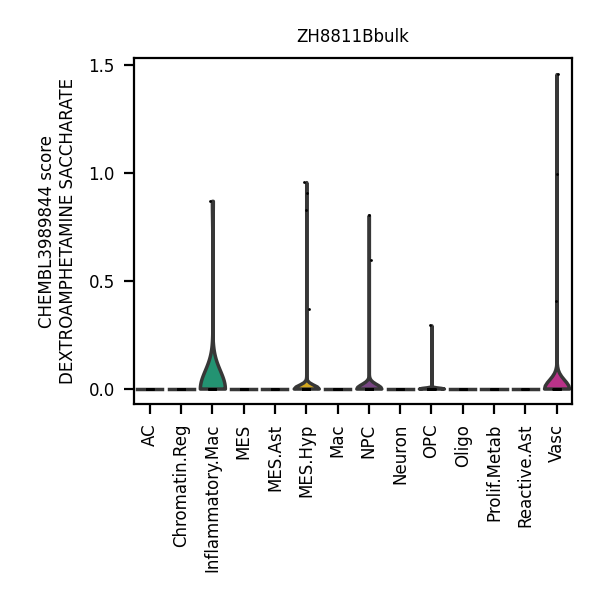 ZH8811Bbulk
CHEMBL3989844 score
DEXTROAMPHETAMINE SACCHARATE
1.5
1.0
0.5
0.0
AC
Chromatin.Reg
Inflammatory.Mac
MES
MES.Ast
MES.Hyp
Mac
NPC
Neuron
OPC
Oligo
Prolif.Metab
Reactive.Ast
Vasc